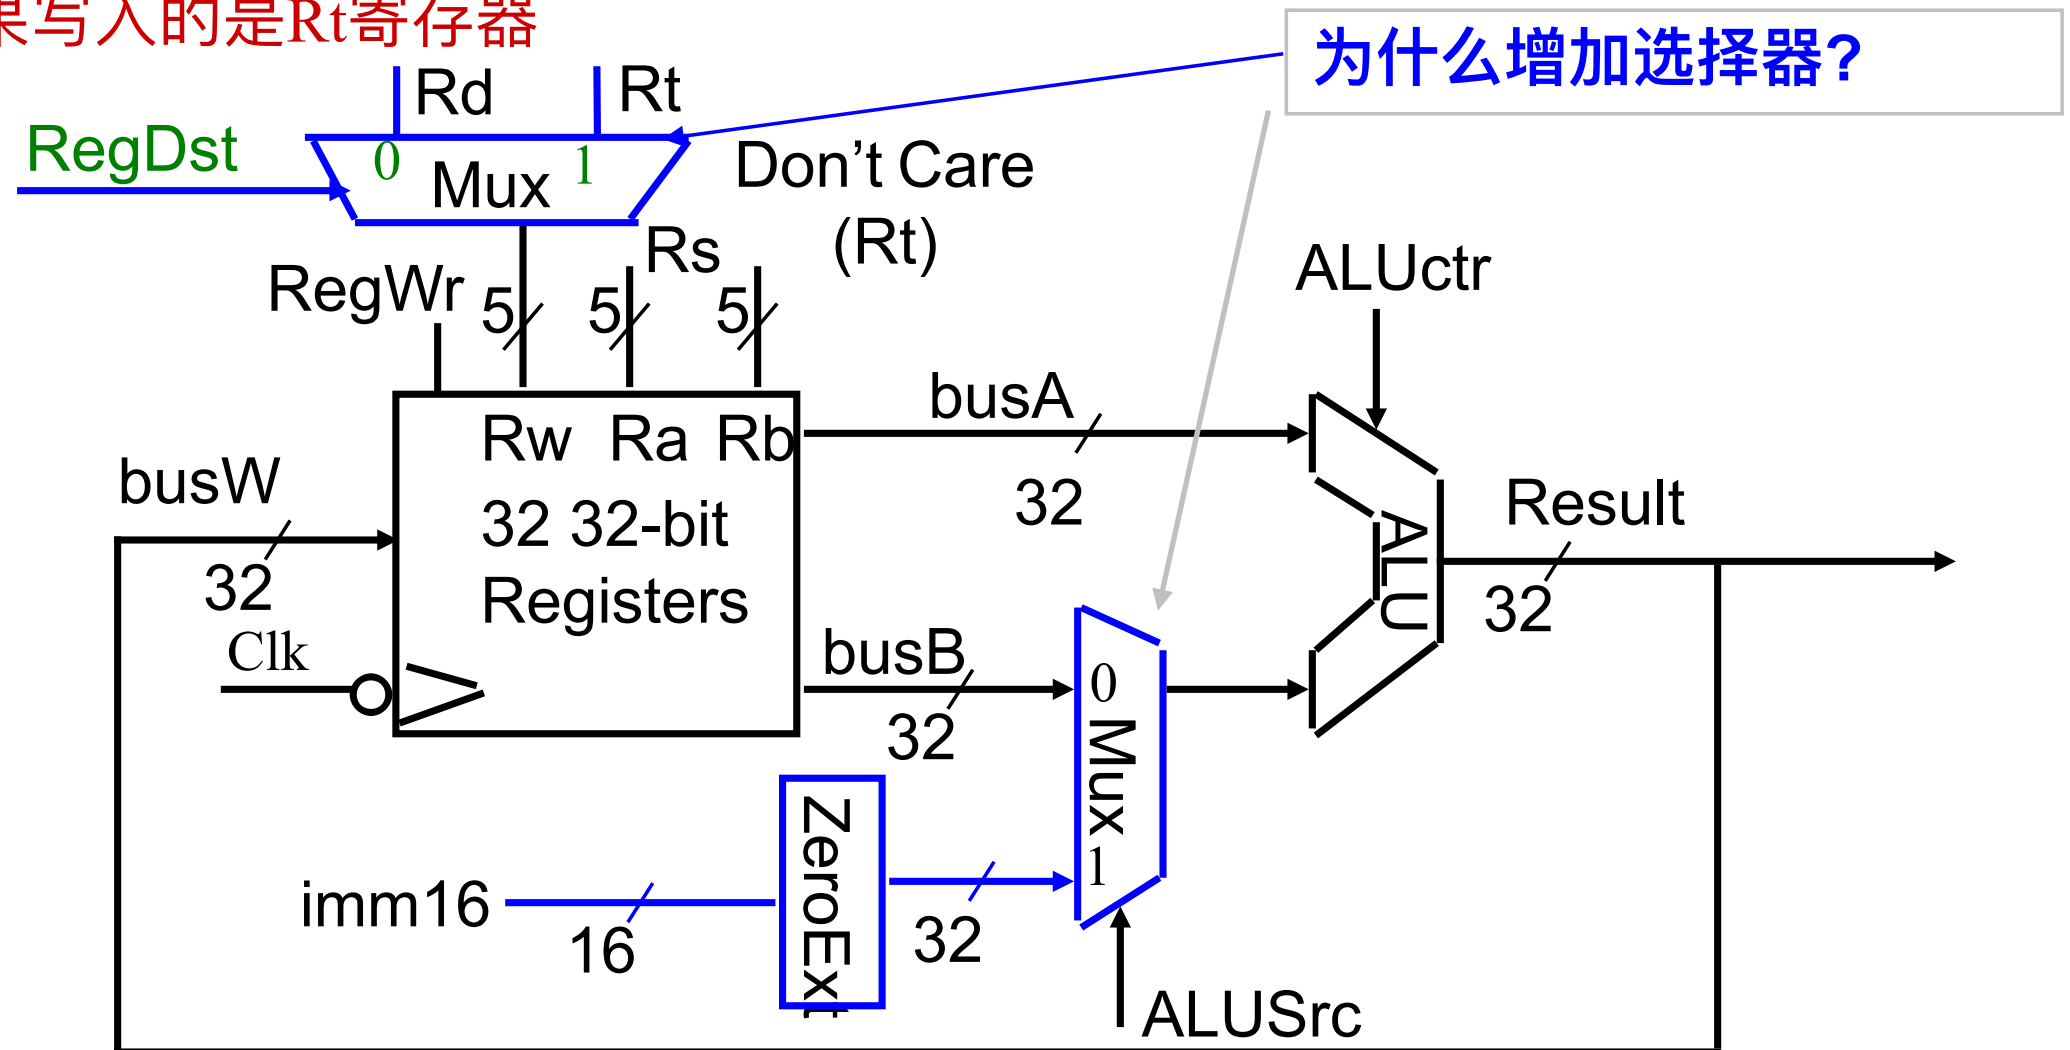 果写入的是Rt寄存器
为什么增加选择器?
Rd
Rt
RegDst
0
Mux
1
Don't Care
(Rt)
Rs
RegWr
5
5
5
ALUctr
Rw
Ra
Rb
busA
32
busW
32
32 32-bit
Registers
Clk
busB
32
0
Mux
1
ALU
Result
32
imm16
16
ZeroExt
32
ALUSrc